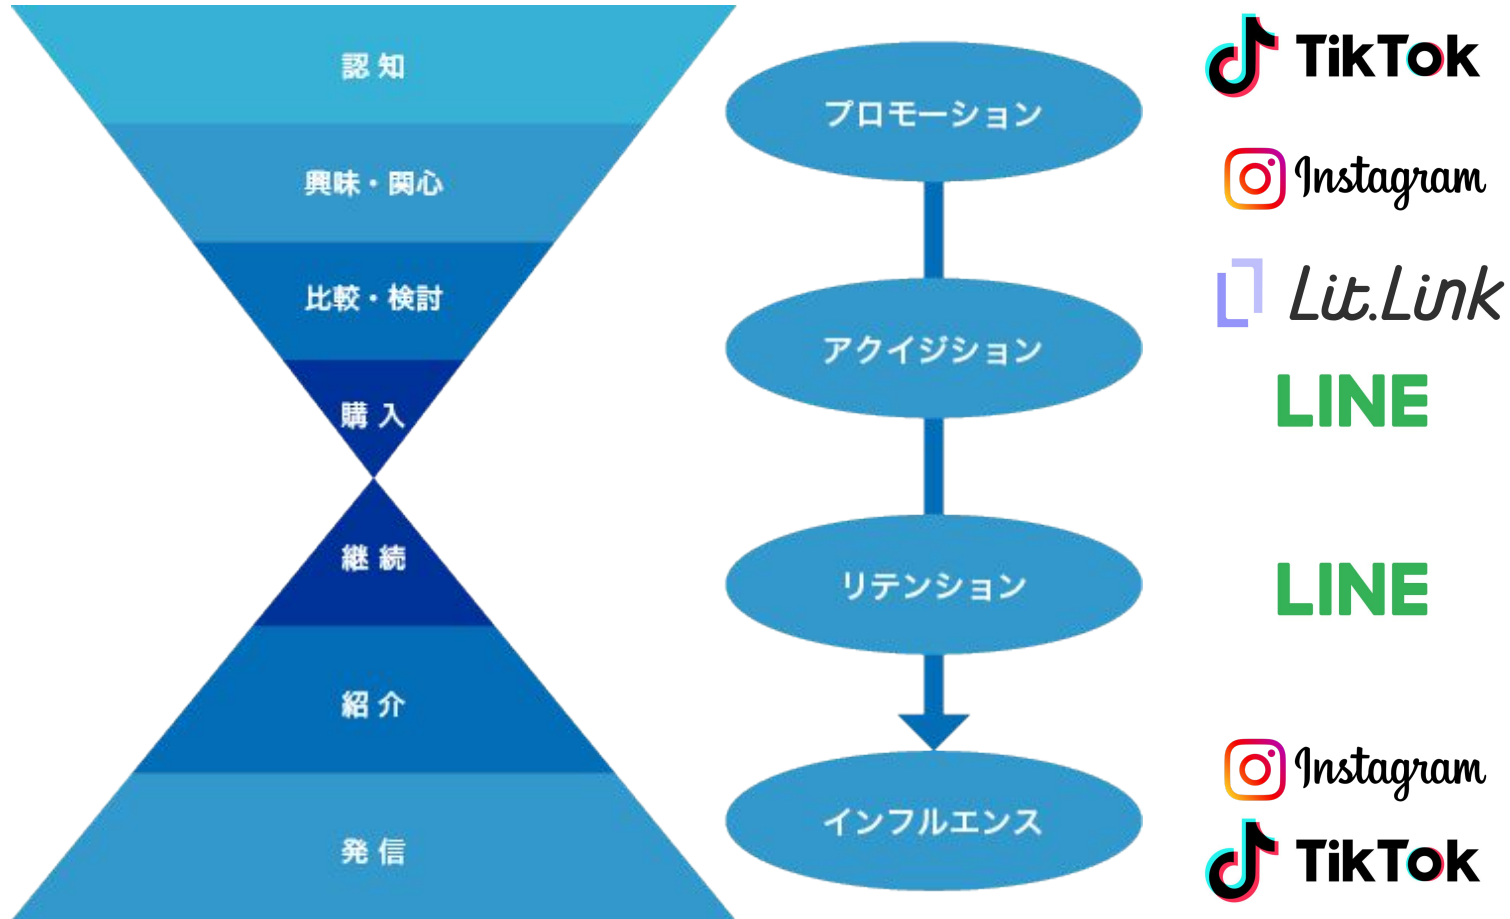 認知
興味・関心
比較・検討
購入
継続
紹介
発信
プロモーション
アクイジション
リテンション
インフルエンス
TikTok
Instagram
Lit.Link
LINE
LINE
Instagram
TikTok